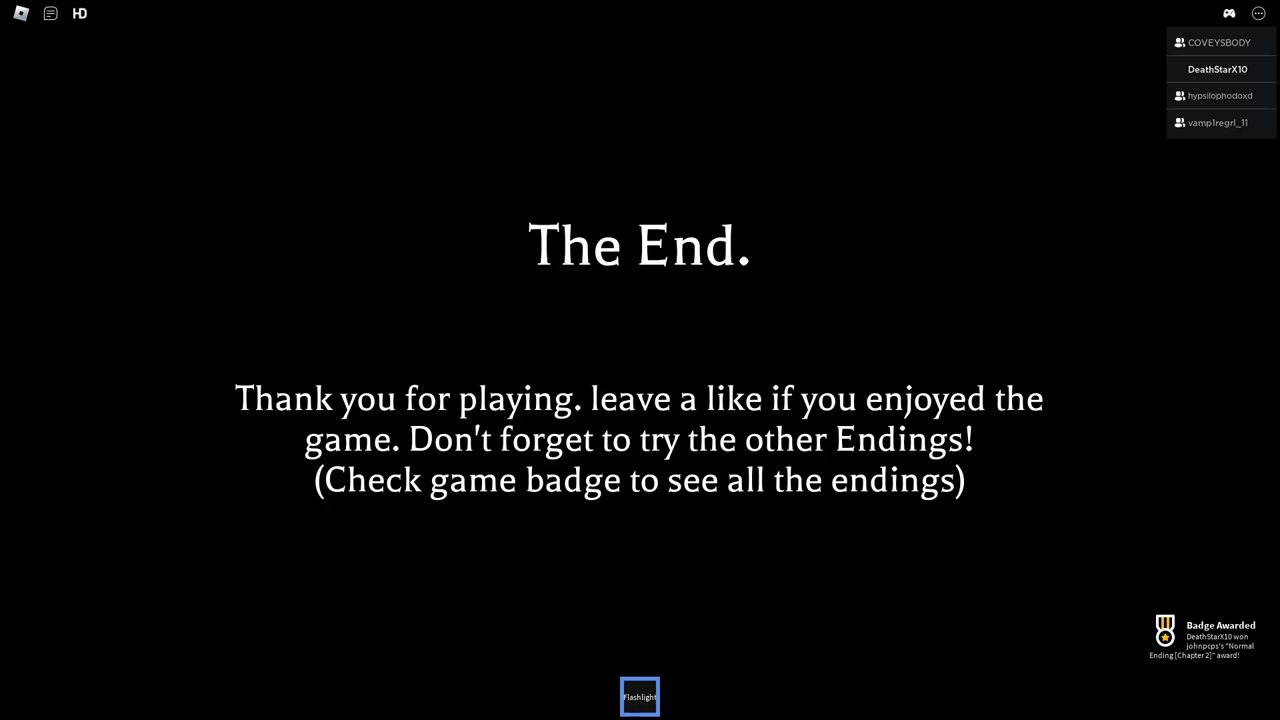 HD
COVEYSBODY
DeathStarX10
hypsilophodoxd
vamp1regrl_11
The End.
Thank you for playing. leave a like if you enjoyed the
game. Don't forget to try the other Endings!
(Check game badge to see all the endings)
Badge Awarded
DeathStarX10 won
johnpcps's "Normal
Ending [Chapter 2]" award!
Flashlight